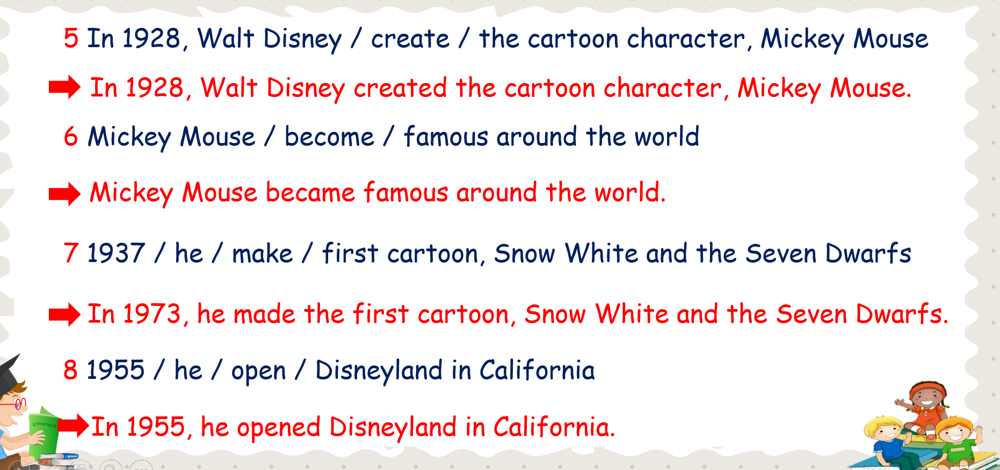 5 In 1928, Walt Disney / create / the cartoon character, Mickey Mouse
In 1928, Walt Disney created the cartoon character, Mickey Mouse.
6 Mickey Mouse / become / famous around the world
Mickey Mouse became famous around the world.
7 1937 / he / make / first cartoon, Snow White and the Seven Dwarfs
In 1973, he made the first cartoon, Snow White and the Seven Dwarfs.
8 1955 / he / open / Disneyland in California
In 1955, he opened Disneyland in California.
Engineering